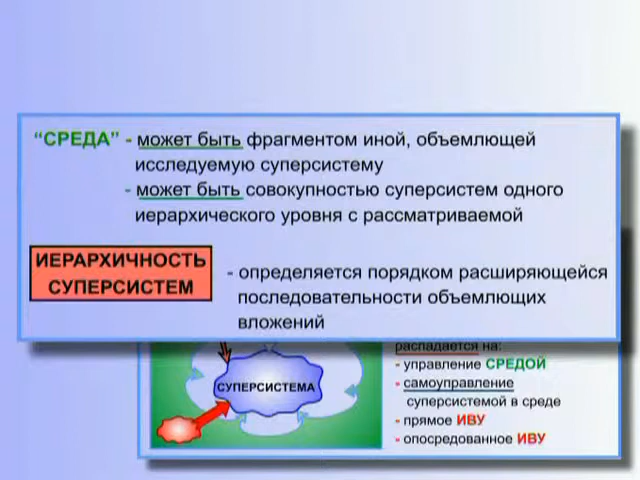 “СРЕДА” - может быть фрагментом иной, объемлющей
исследуемую суперсистему
- может быть совокупностью суперсистем одного
иерархического уровня с рассматриваемой
ИЕРАРХИЧНОСТЬ
СУПЕРСИСТЕМ
- определяется порядком расширяющейся
последовательности объемлющих
вложений
СУПЕРСИСТЕМА
распадается на:
- управление СРЕДОЙ
- самоуправление
суперсистемой в среде
- прямое ИВУ
- опосредованное ИВУ